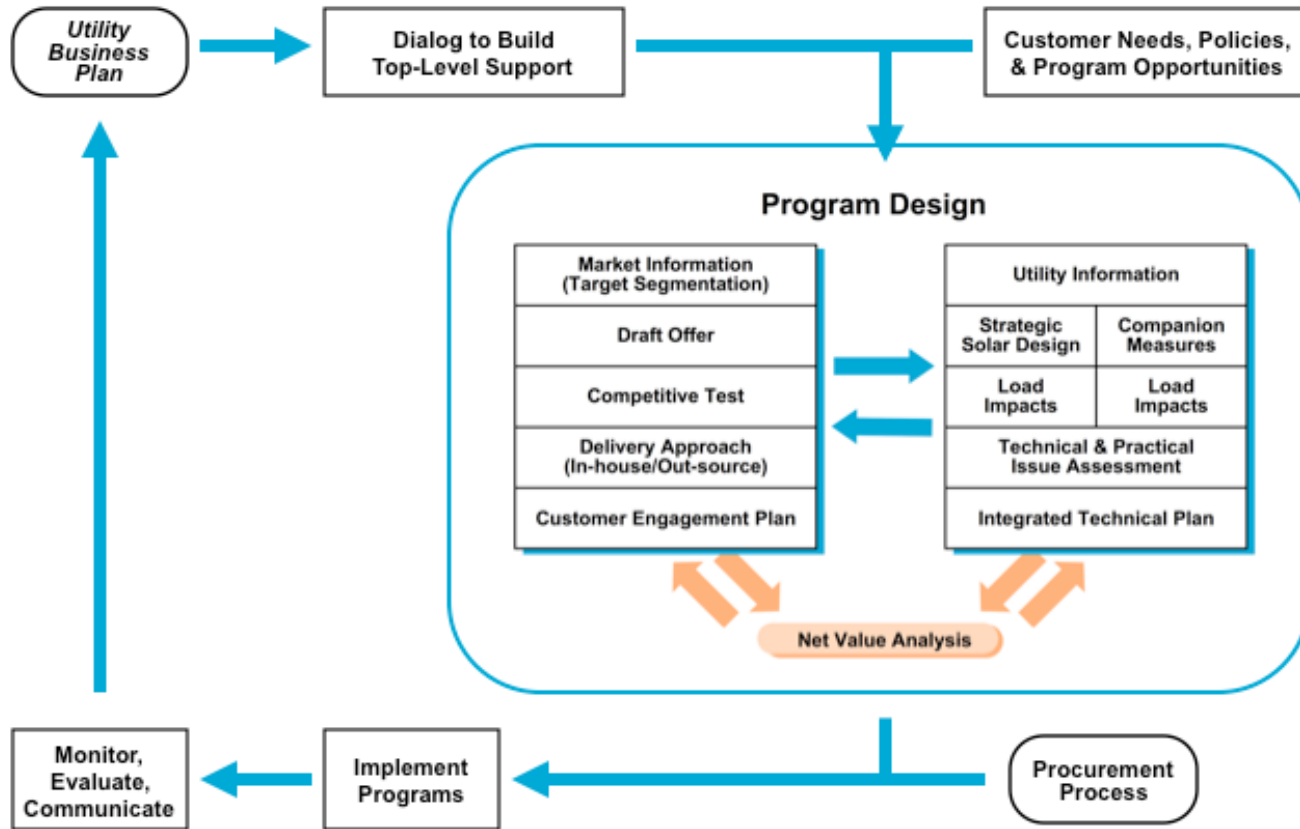 Utility
Business
Plan
Dialog to Build
Top-Level Support
Customer Needs, Policies,
& Program Opportunities
Program Design
Market Information
(Target Segmentation)
Draft Offer
Competitive Test
Delivery Approach
(In-house/Out-source)
Customer Engagement Plan
Utility Information
Strategic
Solar Design
Companion
Measures
Load
Impacts
Load
Impacts
Technical & Practical
Issue Assessment
Integrated Technical Plan
Net Value Analysis
Monitor,
Evaluate,
Communicate
Implement
Programs
Procurement
Process